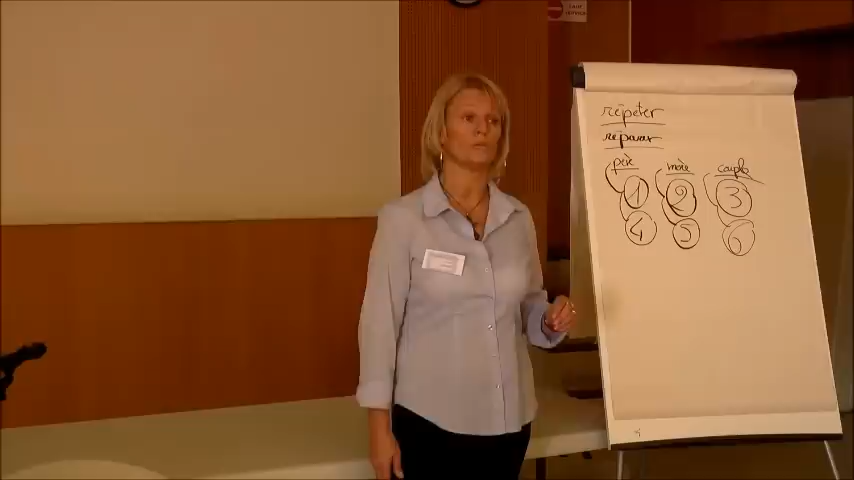 répéter
réparer
père mère couple
1 2 3
4 5 6